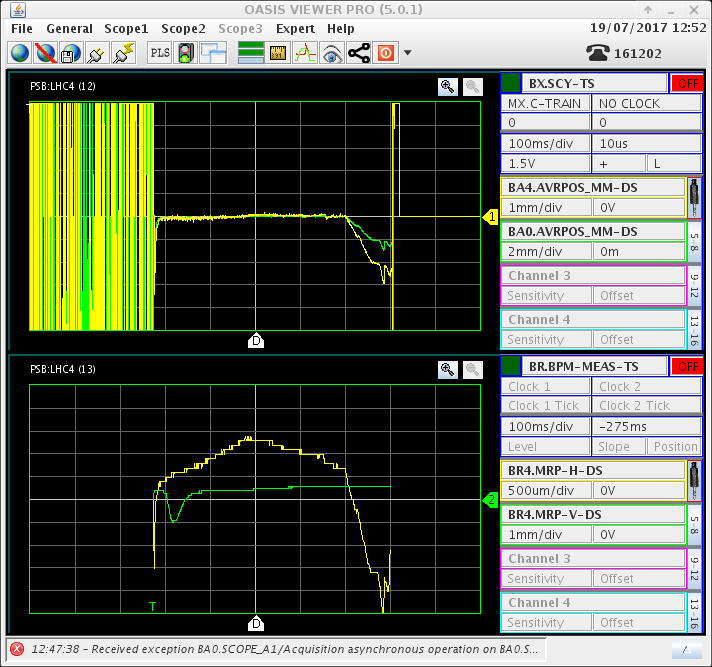 OASIS VIEWER PRO (5.0.1)
File General Scope1 Scope2 Scope3 Expert Help
19/07/2017 12:52
PLS
161202
PSB:LHC4 (12)
1
D
BX.SCY-TS OFF
MX.C-TRAIN NO CLOCK
0 0
100ms/div 10us
1.5V + L
BA4.AVRPOS_MM-DS
1mm/div 0V
BA0.AVRPOS_MM-DS
2mm/div 0m
5-8
Channel 3
Sensitivity Offset
9-12
Channel 4
Sensitivity Offset
13-16
PSB:LHC4 (13)
2
T
D
BR.BPM-MEAS-TS OFF
Clock 1 Clock 2
Clock 1 Tick Clock 2 Tick
100ms/div -275ms
Level Slope Position
BR4.MRP-H-DS
500um/div 0V
BR4.MRP-V-DS
1mm/div 0V
5-8
Channel 3
Sensitivity Offset
9-12
Channel 4
Sensitivity Offset
13-16
12:47:38 - Received exception BA0.SCOPE_A1/Acquisition asynchronous operation on BA0.S...